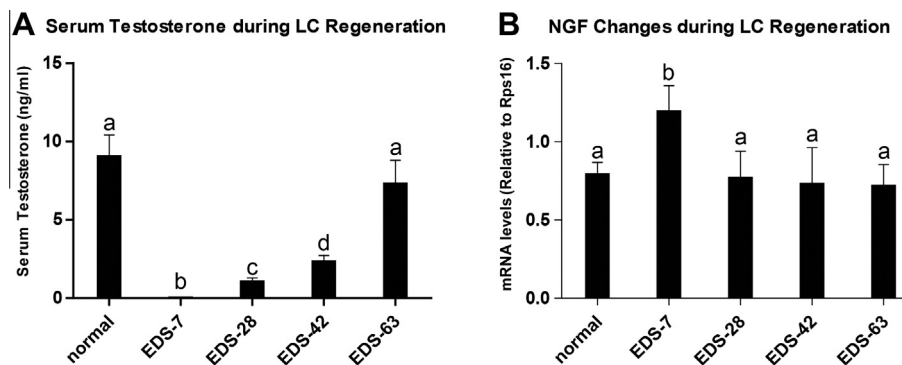 A Serum Testosterone during LC Regeneration
Serum Testosterone (ng/ml)
15
10
5
0
a
b
c
d
a
normal
EDS-7
EDS-28
EDS-42
EDS-63
B NGF Changes during LC Regeneration
mRNA levels (Relative to Rps16)
1.5
1.0
0.5
0.0
a
b
a
a
a
normal
EDS-7
EDS-28
EDS-42
EDS-63